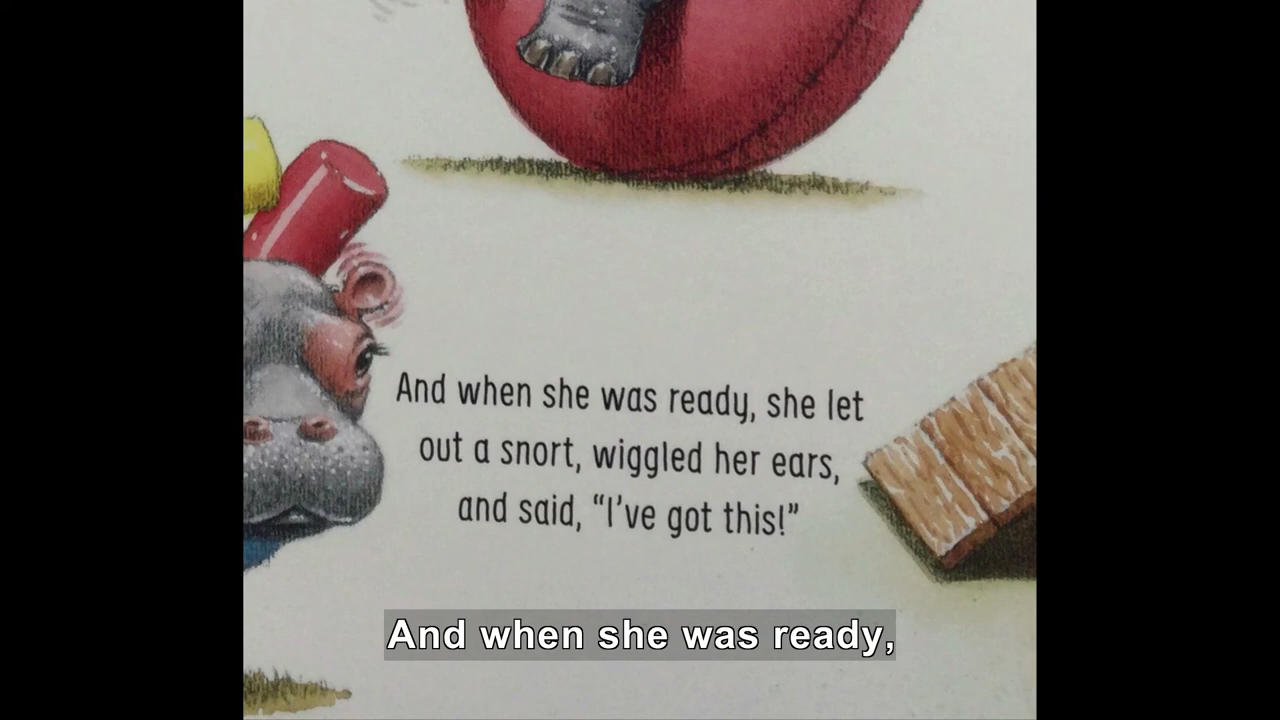 And when she was ready, she let
out a snort, wiggled her ears,
and said, “I’ve got this!”
And when she was ready,